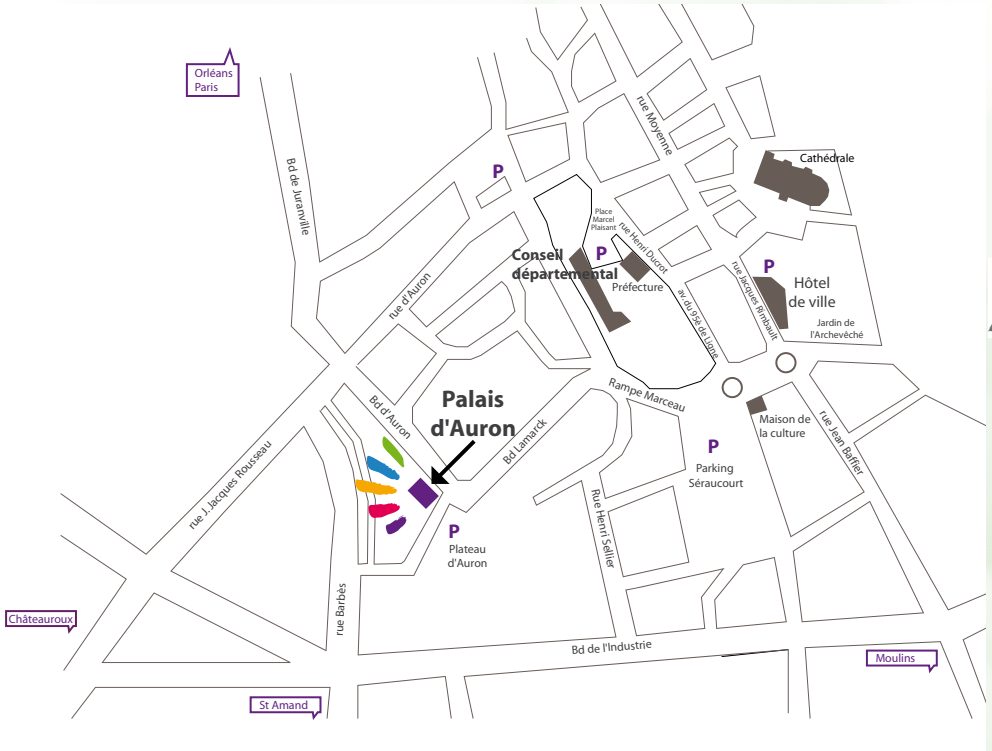 Orléans
Paris
Bd de Juranville
rue Moyenne
Cathédrale
P
Place
Marcel
Plaisant
rue Henri Ducrot
Conseil
départemental
P
Préfecture
P
Hôtel
de ville
rue Jacques Rimbault
Jardin de
l'Archevêché
rue d'Auron
av. du 95è de Ligne
Rampe Marceau
Bd d'Auron
Palais
d'Auron
Bd Lamarck
Maison de
la culture
rue Jean Baffier
P
Parking
Séraucourt
rue J. Jacques Rousseau
Rue Henri Sellier
P
Plateau
d'Auron
rue Barbès
Châteauroux
Bd de l'Industrie
Moulins
St Amand